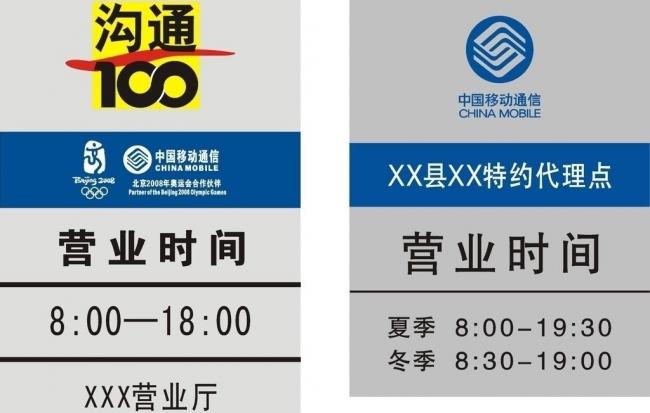 沟通
100
Beijing 2008
中国移动通信
CHINA MOBILE
北京2008年奥运会合作伙伴
Partner of the Beijing 2008 Olympic Games
营业时间
8:00—18:00
XXX营业厅
中国移动通信
CHINA MOBILE
XX县XX特约代理点
营业时间
夏季 8:00-19:30
冬季 8:30-19:00